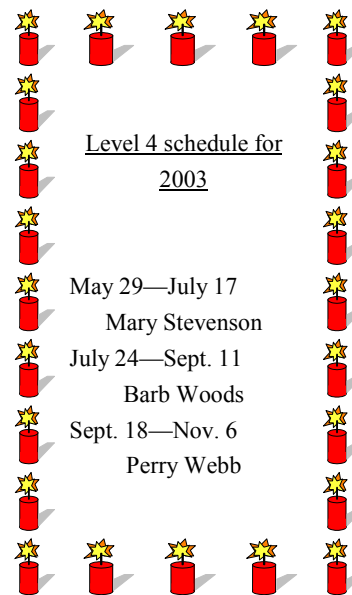 Level 4 schedule for
2003
May 29—July 17
Mary Stevenson
July 24—Sept. 11
Barb Woods
Sept. 18—Nov. 6
Perry Webb